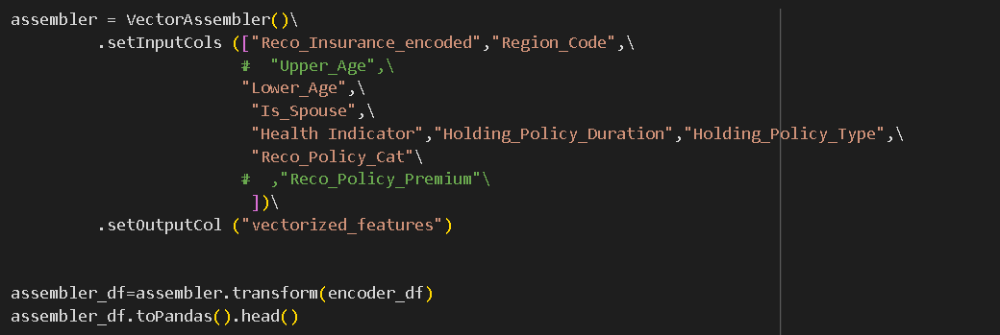 assembler = VectorAssembler()\
.setInputCols (["Reco_Insurance_encoded","Region_Code",\
#  "Upper_Age",\
"Lower_Age",\
"Is_Spouse",\
"Health Indicator","Holding_Policy_Duration","Holding_Policy_Type",\
"Reco_Policy_Cat"\
#  ,"Reco_Policy_Premium"\
])\
.setOutputCol ("vectorized_features")
assembler_df=assembler.transform(encoder_df)
assembler_df.toPandas().head()